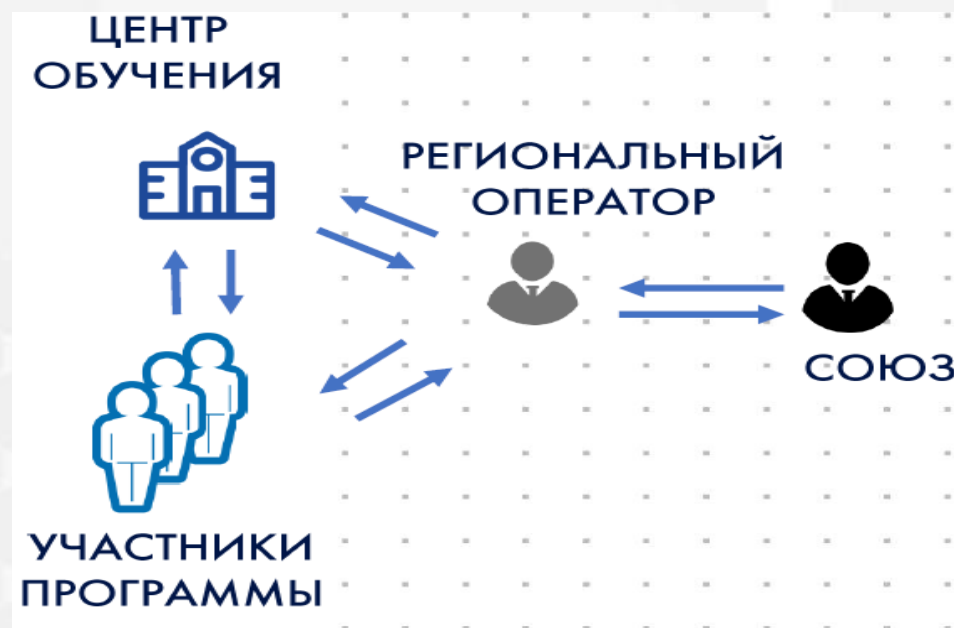 ЦЕНТР
ОБУЧЕНИЯ
РЕГИОНАЛЬНЫЙ
ОПЕРАТОР
СОЮЗ
УЧАСТНИКИ
ПРОГРАММЫ